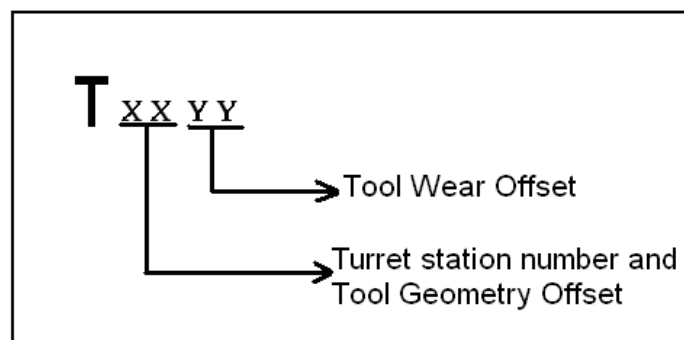 T XX YY
Tool Wear Offset
Turret station number and
Tool Geometry Offset